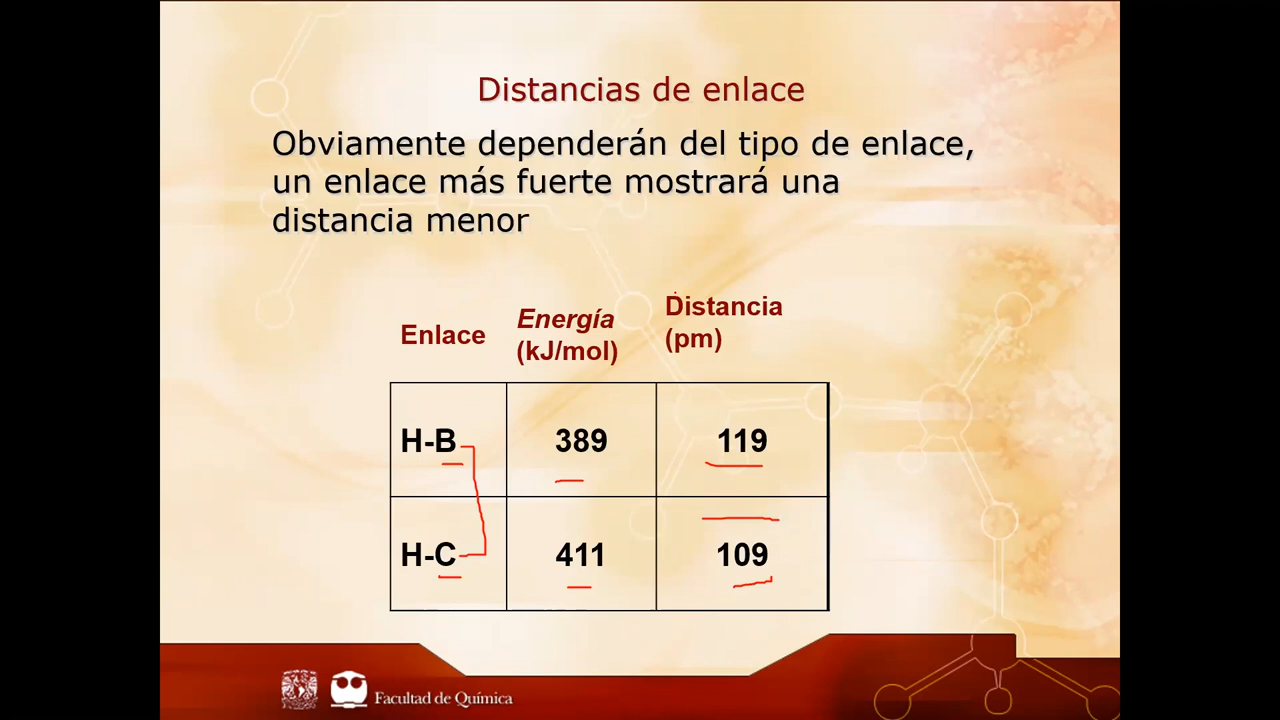 Distancias de enlace
Obviamente dependerán del tipo de enlace,
un enlace más fuerte mostrará una
distancia menor
Enlace
Energía
(kJ/mol)
Distancia
(pm)
H-B 389 119
H-C 411 109
Facultad de Química